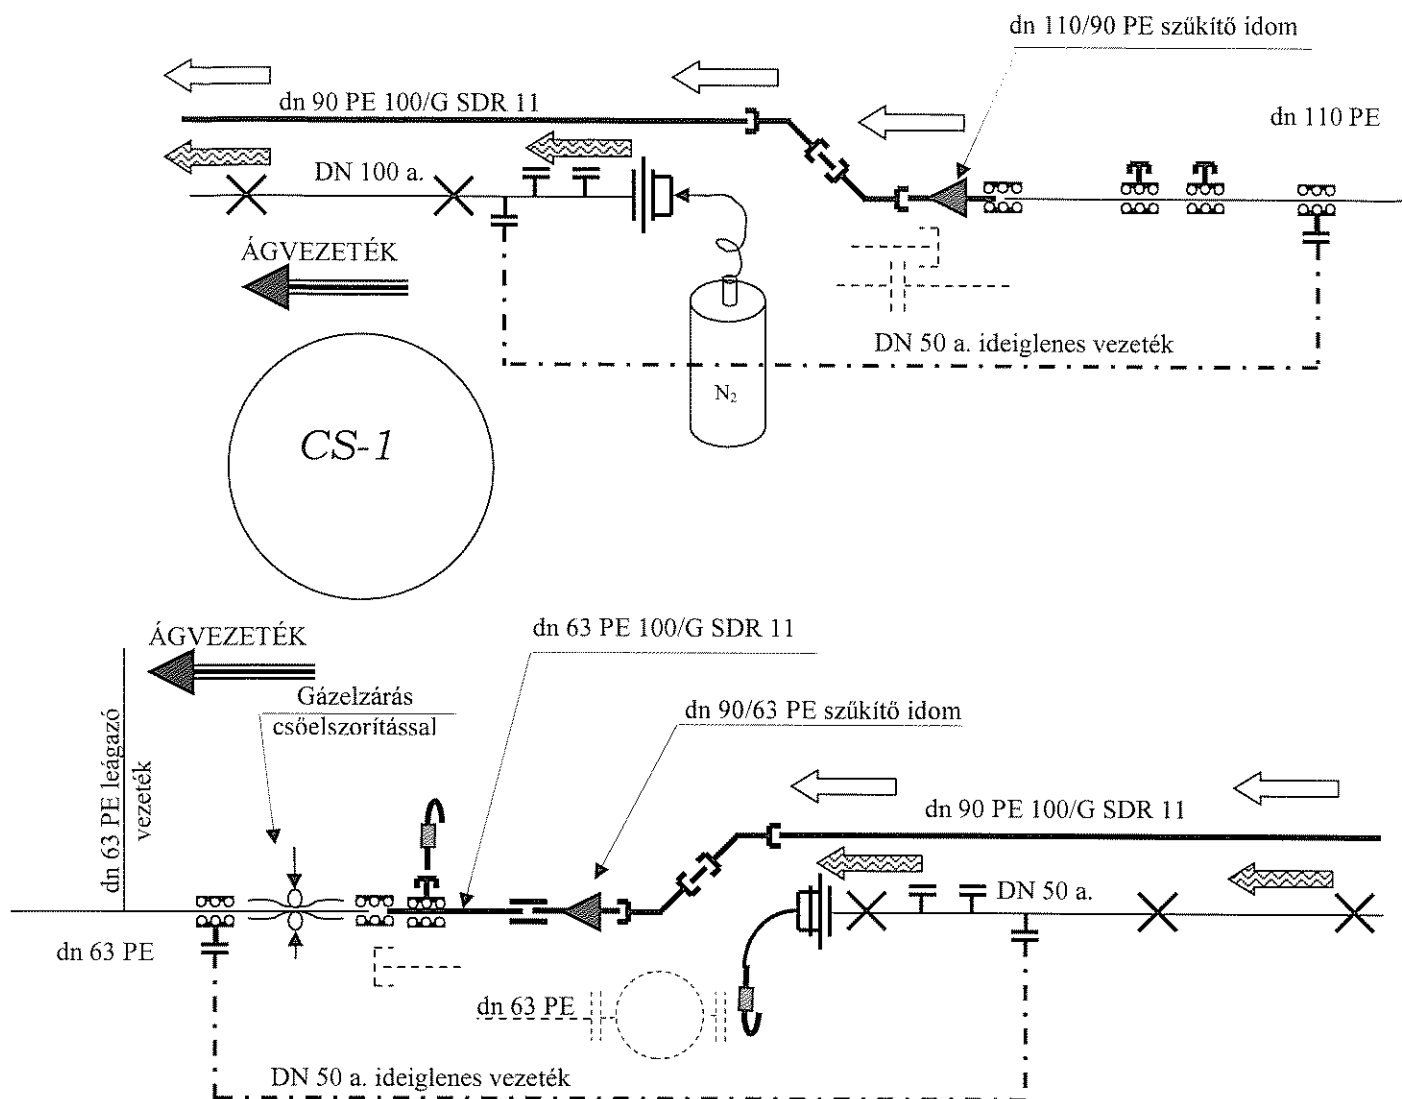 dn 110/90 PE szűkítő idom
dn 90 PE 100/G SDR 11
dn 110 PE
DN 100 a.
ÁGVEZETÉK
DN 50 a. ideiglenes vezeték
N₂
CS-1
ÁGVEZETÉK
dn 63 PE 100/G SDR 11
Gázelzárás
csőelszorítással
dn 90/63 PE szűkítő idom
dn 63 PE leágazó
vezeték
dn 90 PE 100/G SDR 11
DN 50 a.
dn 63 PE
dn 63 PE
DN 50 a. ideiglenes vezeték